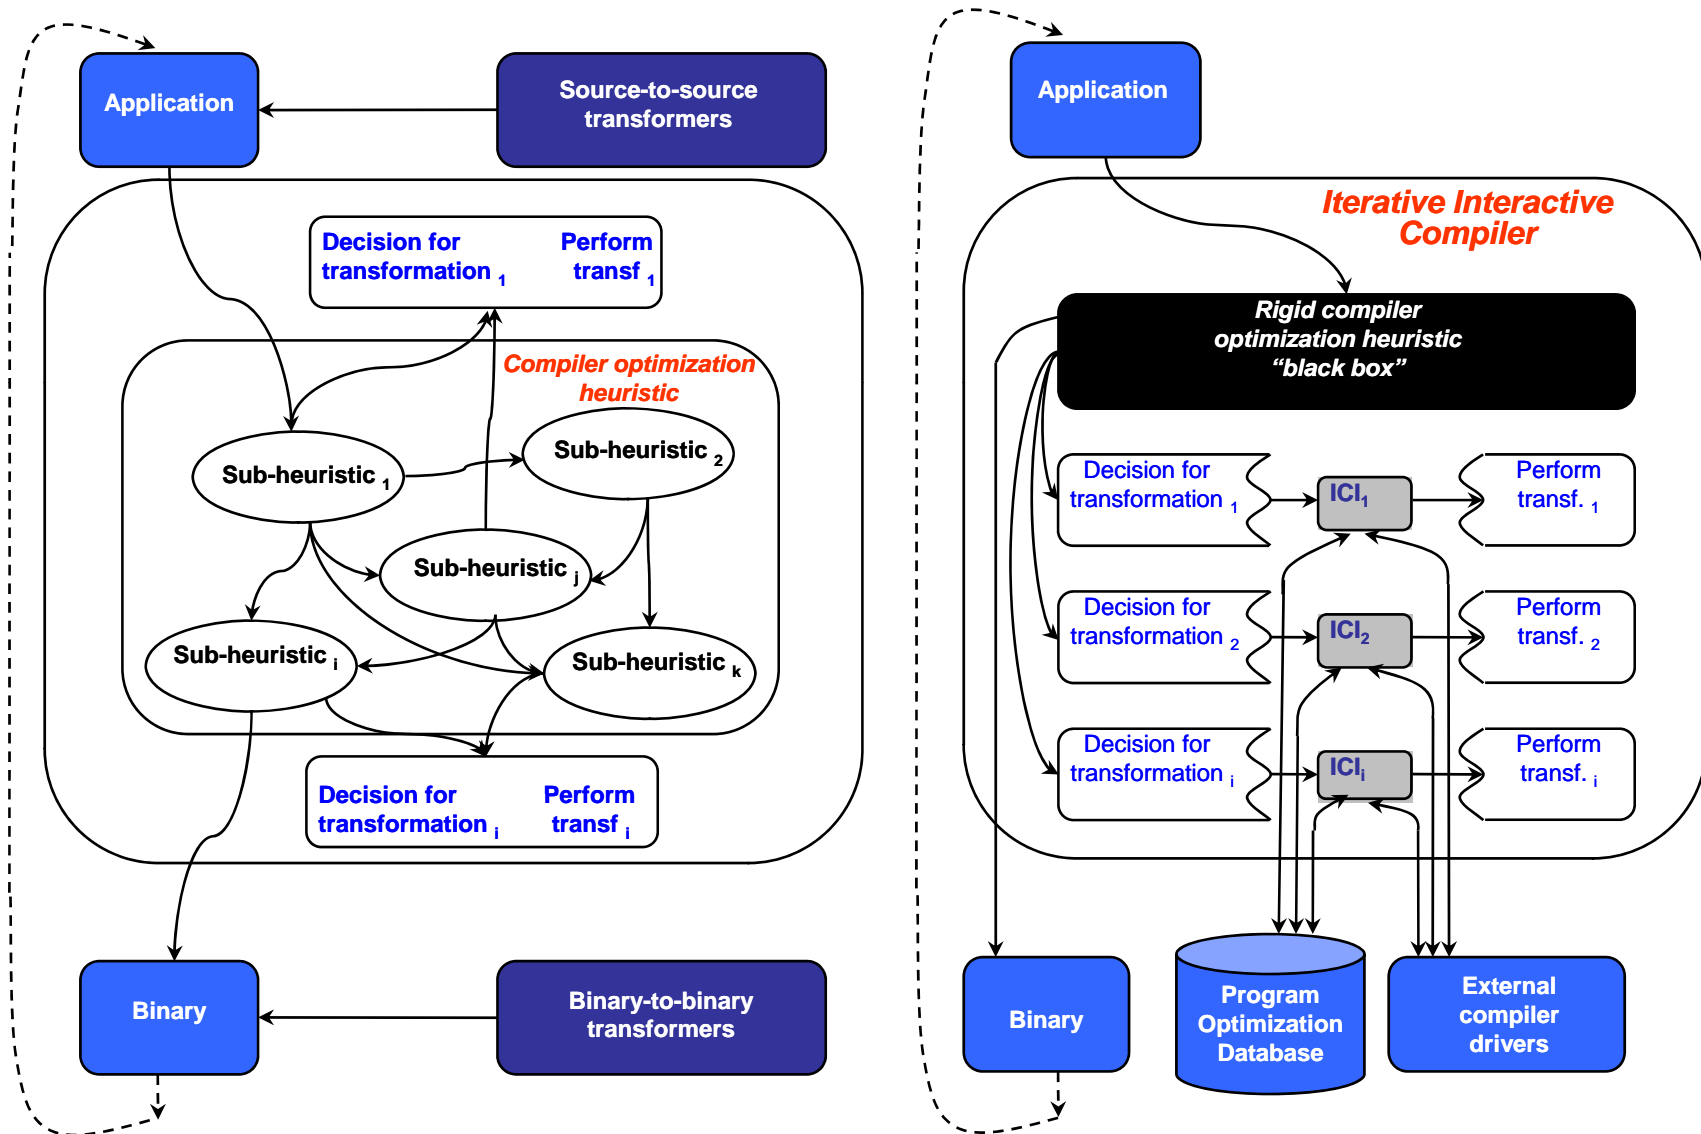 Application
Source-to-source
transformers
Decision for
transformation 1
Perform
transf 1
Compiler optimization
heuristic
Sub-heuristic 1
Sub-heuristic 2
Sub-heuristic j
Sub-heuristic i
Sub-heuristic k
Decision for
transformation i
Perform
transf i
Binary
Binary-to-binary
transformers
Application
Iterative Interactive
Compiler
Rigid compiler
optimization heuristic
“black box”
Decision for
transformation 1
ICI1
Perform
transf. 1
Decision for
transformation 2
ICI2
Perform
transf. 2
Decision for
transformation i
ICIi
Perform
transf. i
Binary
Program
Optimization
Database
External
compiler
drivers